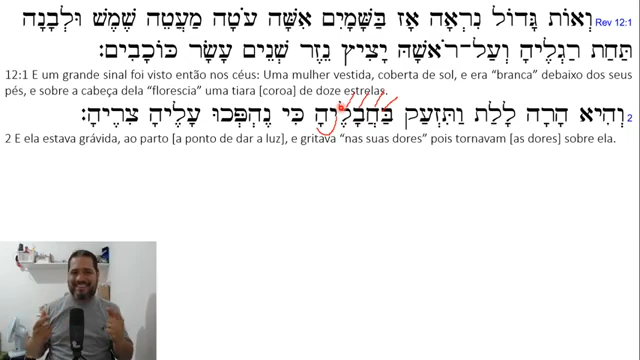 וְאוֹת גָּדוֹל נִרְאָה אָז בַּשָּׁמָיִם אִשָּׁה עֹטָה מַעֲטֵה שֶׁמֶשׁ וּלְבָנָה Rev 12:1
תַּחַת רַגְלֶיהָ וְעַל־רֹאשָׁהּ יָצִיץ נֵזֶר שְׁנֵים עָשָׂר כּוֹכָבִים׃
12:1 E um grande sinal foi visto então nos céus: Uma mulher vestida, coberta de sol, e era “branca” debaixo dos seus
pés, e sobre a cabeça dela “florescia” uma tiara [coroa] de doze estrelas.
וְהִיא הָרָה לָלַת וַתִּזְעַק בַּחֲבָלֶיהָ כִּי נֶהְפְּכוּ עָלֶיהָ צִרֶיהָ׃ 2
2 E ela estava grávida, ao parto [a ponto de dar a luz], e gritava “nas suas dores” pois tornavam [as dores] sobre ela.